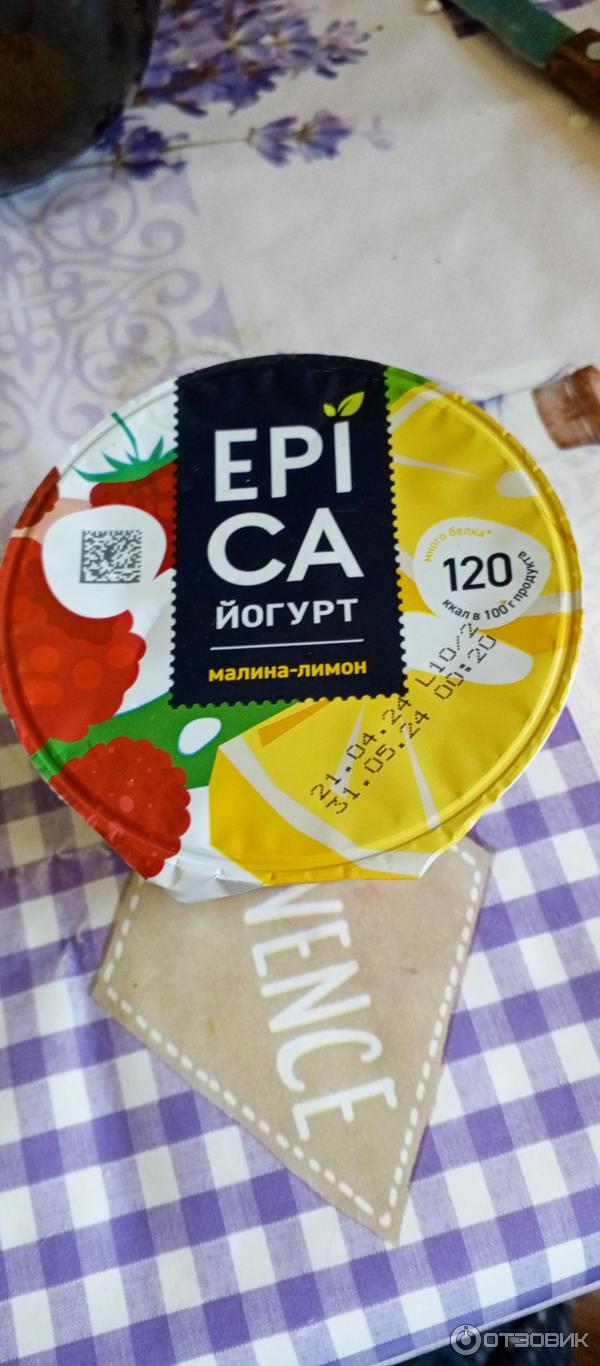 EPI
CA
ЙОГУРТ
малина-лимон
много белка*
120
ккал в 100 г продукта
21.04.24 L10/2
31.05.24 00:20
VENCE
ОТЗОВИК